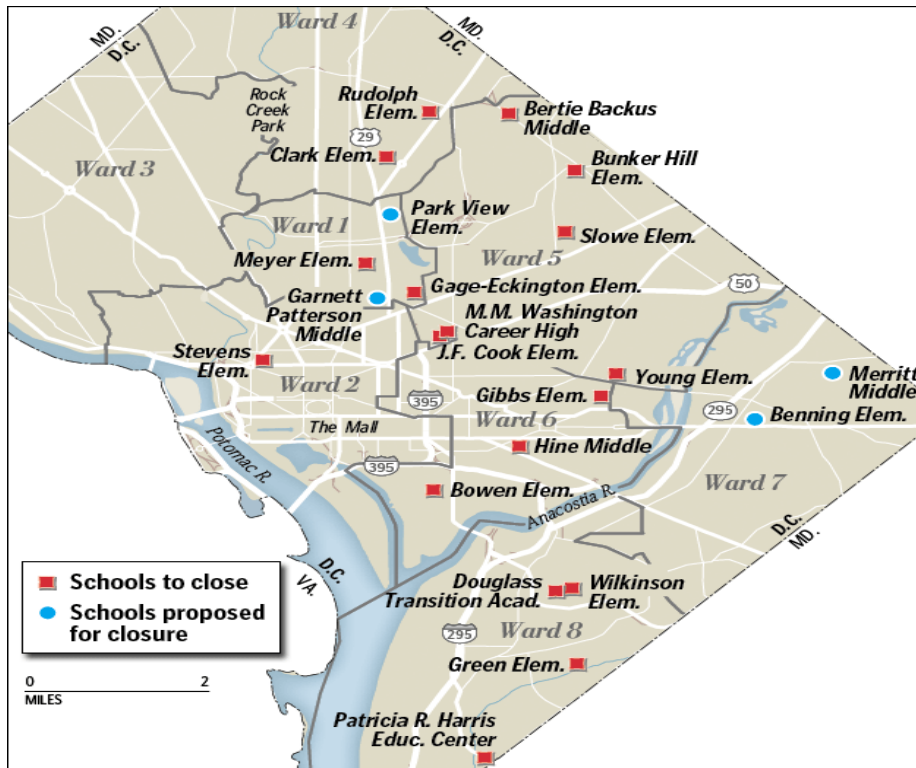 Ward 4
MD.
D.C.
D.C.
MD.
Rock
Creek
Park
Rudolph
Elem.
Bertie Backus
Middle
29
Clark Elem.
Bunker Hill
Elem.
Ward 3
Ward 1
Park View
Elem.
Slowe Elem.
Ward 5
Meyer Elem.
Gage-Eckington Elem.
50
Garnett
Patterson
Middle
M.M. Washington
Career High
J.F. Cook Elem.
Stevens
Elem.
Young Elem.
Merritt
Middle
Ward 2
395
Gibbs Elem.
295
Benning Elem.
The Mall
Ward 6
Hine Middle
Potomac R.
395
Ward 7
Bowen Elem.
Anacostia R.
D.C.
MD.
D.C.
VA.
Schools to close
Schools proposed
for closure
Douglass
Transition Acad.
Wilkinson
Elem.
295
Ward 8
Green Elem.
0 2
MILES
Patricia R. Harris
Educ. Center